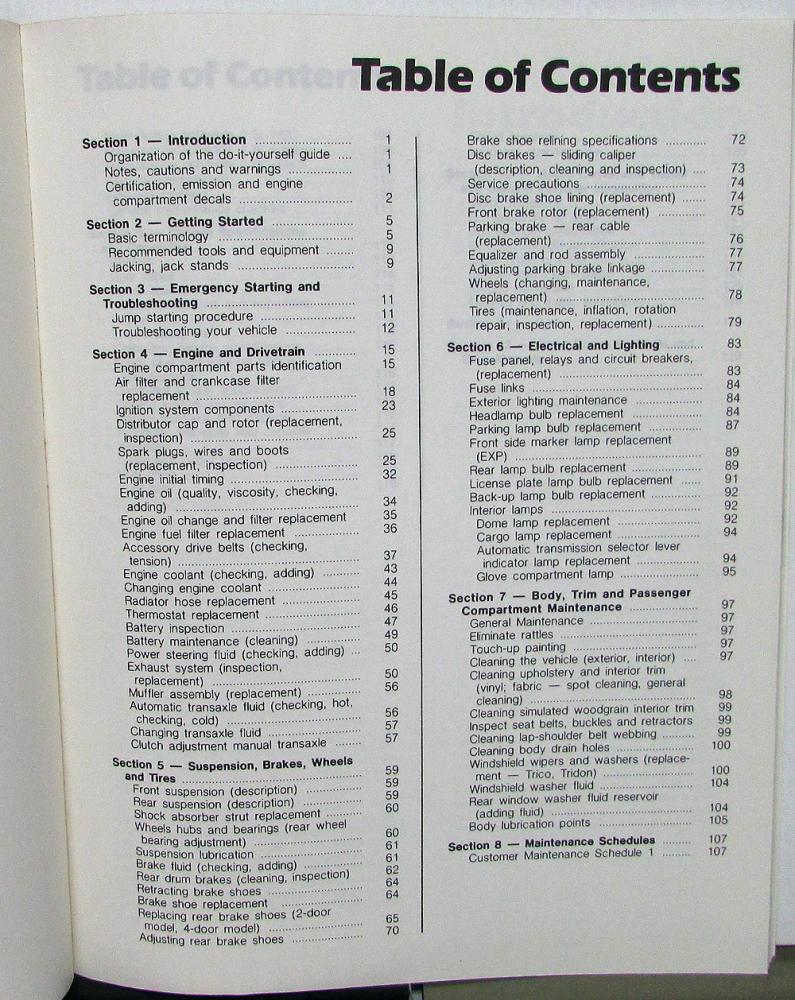 Table of Contents
Section 1 — Introduction .......... 1
Organization of the do-it-yourself guide .... 1
Notes, cautions and warnings .......... 1
Certification, emission and engine
compartment decals .......... 2
Section 2 — Getting Started .......... 5
Basic terminology .......... 5
Recommended tools and equipment ........ 9
Jacking, jack stands .......... 9
Section 3 — Emergency Starting and
Troubleshooting .......... 11
Jump starting procedure .......... 11
Troubleshooting your vehicle .......... 12
Section 4 — Engine and Drivetrain .......... 15
Engine compartment parts identification 15
Air filter and crankcase filter
replacement .......... 18
Ignition system components .......... 23
Distributor cap and rotor (replacement,
inspection) .......... 25
Spark plugs, wires and boots
(replacement, inspection) .......... 25
Engine initial timing .......... 32
Engine oil (quality, viscosity, checking,
adding) .......... 34
Engine oil change and filter replacement 35
Engine fuel filter replacement .......... 36
Accessory drive belts (checking,
tension) .......... 37
Engine coolant (checking, adding) .......... 43
Changing engine coolant .......... 44
Radiator hose replacement .......... 45
Thermostat replacement .......... 46
Battery inspection .......... 47
Battery maintenance (cleaning) .......... 49
Power steering fluid (checking, adding) ... 50
Exhaust system (inspection,
replacement) .......... 50
Muffler assembly (replacement) .......... 56
Automatic transaxle fluid (checking, hot,
checking, cold) .......... 56
Changing transaxle fluid .......... 57
Clutch adjustment manual transaxle ........ 57
Section 5 — Suspension, Brakes, Wheels
and Tires .......... 59
Front suspension (description) .......... 59
Rear suspension (description) .......... 59
Shock absorber strut replacement .......... 60
Wheels hubs and bearings (rear wheel
bearing adjustment) .......... 60
Suspension lubrication .......... 61
Brake fluid (checking, adding) .......... 61
Rear drum brakes (cleaning, inspection) 62
Retracting brake shoes .......... 64
Brake shoe replacement .......... 64
Replacing rear brake shoes (2-door
model, 4-door model) .......... 65
Adjusting rear brake shoes .......... 70
Brake shoe relining specifications .......... 72
Disc brakes — sliding caliper
(description, cleaning and inspection) .... 73
Service precautions .......... 74
Disc brake shoe lining (replacement) ........ 74
Front brake rotor (replacement) .......... 75
Parking brake — rear cable
(replacement) .......... 76
Equalizer and rod assembly .......... 77
Adjusting parking brake linkage .......... 77
Wheels (changing, maintenance,
replacement) .......... 78
Tires (maintenance, inflation, rotation
repair, inspection, replacement) .......... 79
Section 6 — Electrical and Lighting .......... 83
Fuse panel, relays and circuit breakers,
(replacement) .......... 83
Fuse links .......... 84
Exterior lighting maintenance .......... 84
Headlamp bulb replacement .......... 84
Parking lamp bulb replacement .......... 87
Front side marker lamp replacement
(EXP) .......... 89
Rear lamp bulb replacement .......... 89
License plate lamp bulb replacement ...... 91
Back-up lamp bulb replacement .......... 92
Interior lamps .......... 92
Dome lamp replacement .......... 92
Cargo lamp replacement .......... 94
Automatic transmission selector lever
indicator lamp replacement .......... 94
Glove compartment lamp .......... 95
Section 7 — Body, Trim and Passenger
Compartment Maintenance .......... 97
General Maintenance .......... 97
Eliminate rattles .......... 97
Touch-up painting .......... 97
Cleaning the vehicle (exterior, interior) .... 97
Cleaning upholstery and interior trim
(vinyl; fabric — spot cleaning, general
cleaning) .......... 98
Cleaning simulated woodgrain interior trim 99
Inspect seat belts, buckles and retractors 99
Cleaning lap-shoulder belt webbing ........ 99
Cleaning body drain holes .......... 100
Windshield wipers and washers (replace-
ment — Trico, Tridon) .......... 100
Windshield washer fluid .......... 104
Rear window washer fluid reservoir
(adding fluid) .......... 104
Body lubrication points .......... 105
Section 8 — Maintenance Schedules ........ 107
Customer Maintenance Schedule 1 ......... 107